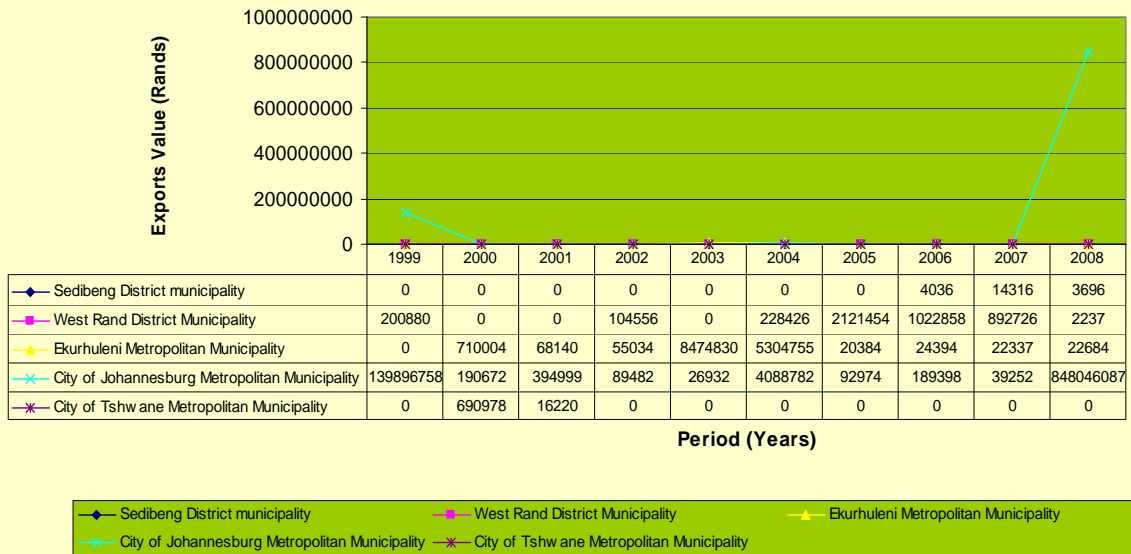 Exports Value (Rands)
1000000000
800000000
600000000
400000000
200000000
0
1999 2000 2001 2002 2003 2004 2005 2006 2007 2008
Sedibeng District municipality 0 0 0 0 0 0 0 4036 14316 3696
West Rand District Municipality 200880 0 0 104556 0 228426 2121454 1022858 892726 2237
Ekurhuleni Metropolitan Municipality 0 710004 68140 55034 8474830 5304755 20384 24394 22337 22684
City of Johannesburg Metropolitan Municipality 139896758 190672 394999 89482 26932 4088782 92974 189398 39252 848046087
City of Tshwane Metropolitan Municipality 0 690978 16220 0 0 0 0 0 0 0
Period (Years)
Sedibeng District municipality West Rand District Municipality Ekurhuleni Metropolitan Municipality
City of Johannesburg Metropolitan Municipality City of Tshwane Metropolitan Municipality